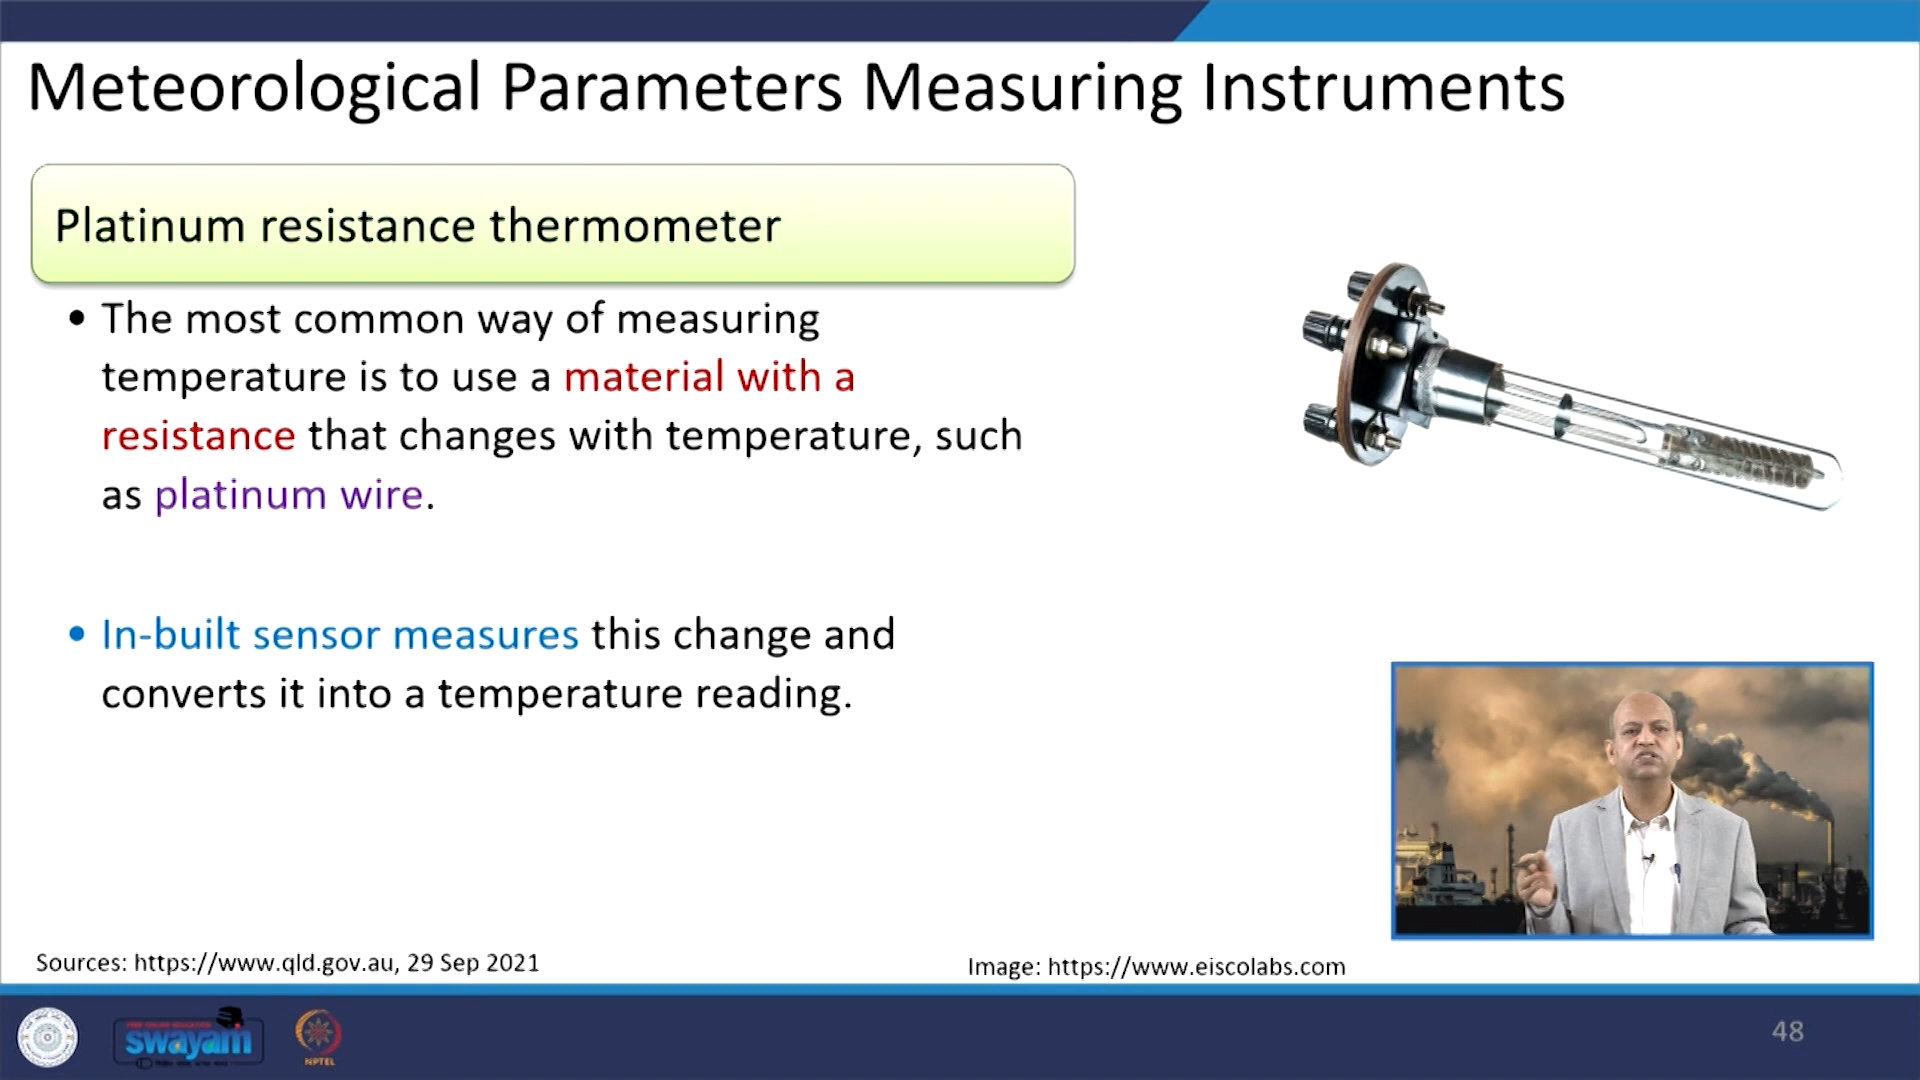 Meteorological Parameters Measuring Instruments
Platinum resistance thermometer
• The most common way of measuring
temperature is to use a material with a
resistance that changes with temperature, such
as platinum wire.
• In-built sensor measures this change and
converts it into a temperature reading.
Sources: https://www.qld.gov.au, 29 Sep 2021
Image: https://www.eiscolabs.com
swayam
NPTEL
48